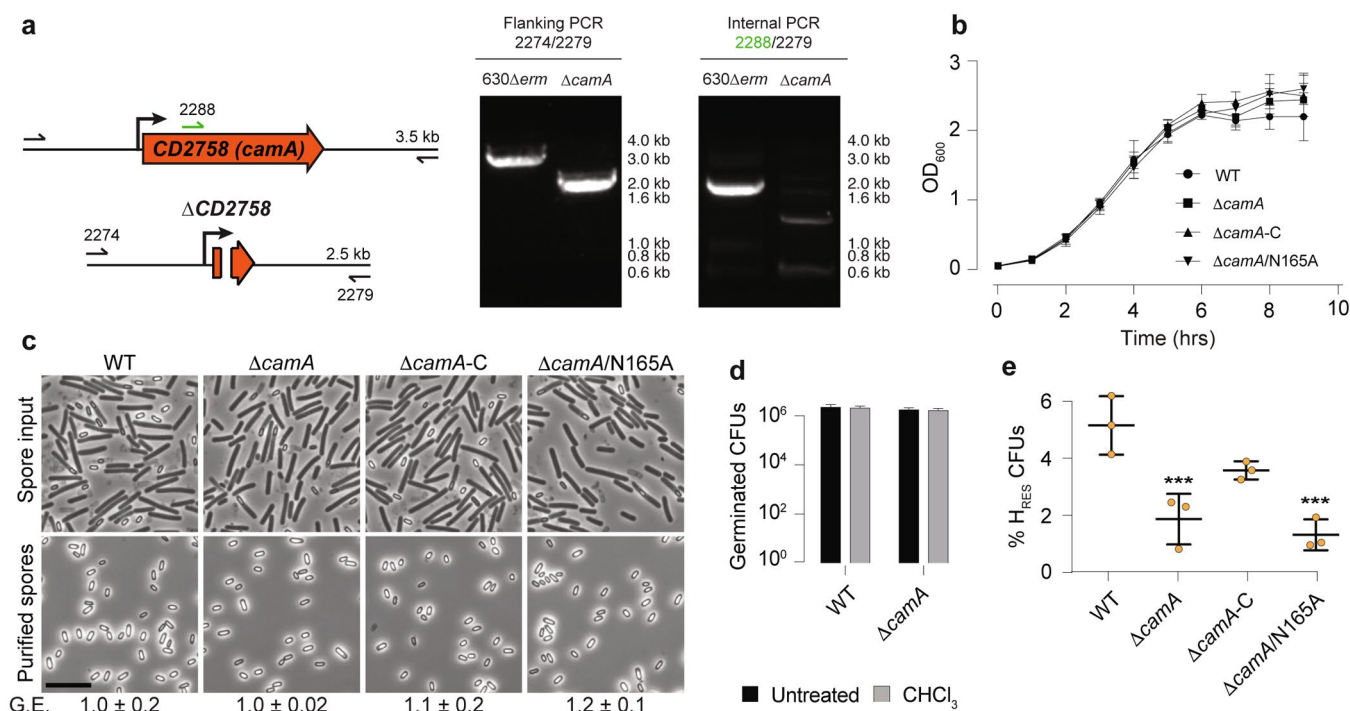 a
Flanking PCR
2274/2279
Internal PCR
2288/2279
630Δerm ΔcamA
630Δerm ΔcamA
2288
CD2758 (camA)
3.5 kb
ΔCD2758
2274
2.5 kb
2279
4.0 kb
3.0 kb
2.0 kb
1.6 kb
1.0 kb
0.8 kb
0.6 kb
4.0 kb
3.0 kb
2.0 kb
1.6 kb
1.0 kb
0.8 kb
0.6 kb
b
OD600
3
2
1
0
0 2 4 6 8 10
Time (hrs)
WT
ΔcamA
ΔcamA-C
ΔcamA/N165A
c
WT ΔcamA ΔcamA-C ΔcamA/N165A
Spore input
Purified spores
G.E. 1.0 ± 0.2 1.0 ± 0.02 1.1 ± 0.2 1.2 ± 0.1
d
Germinated CFUs
10^6
10^4
10^2
10^0
WT ΔcamA
Untreated CHCl3
e
% HRES CFUs
6
4
2
0
***
***
WT ΔcamA ΔcamA-C ΔcamA/N165A